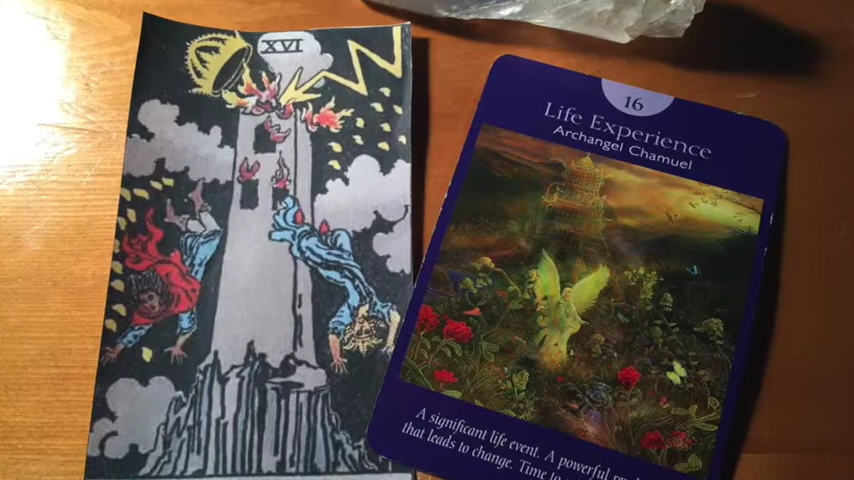 XVI
16
Life Experience
Archangel Chamuel
A significant life event. A powerful
that leads to change. Time to